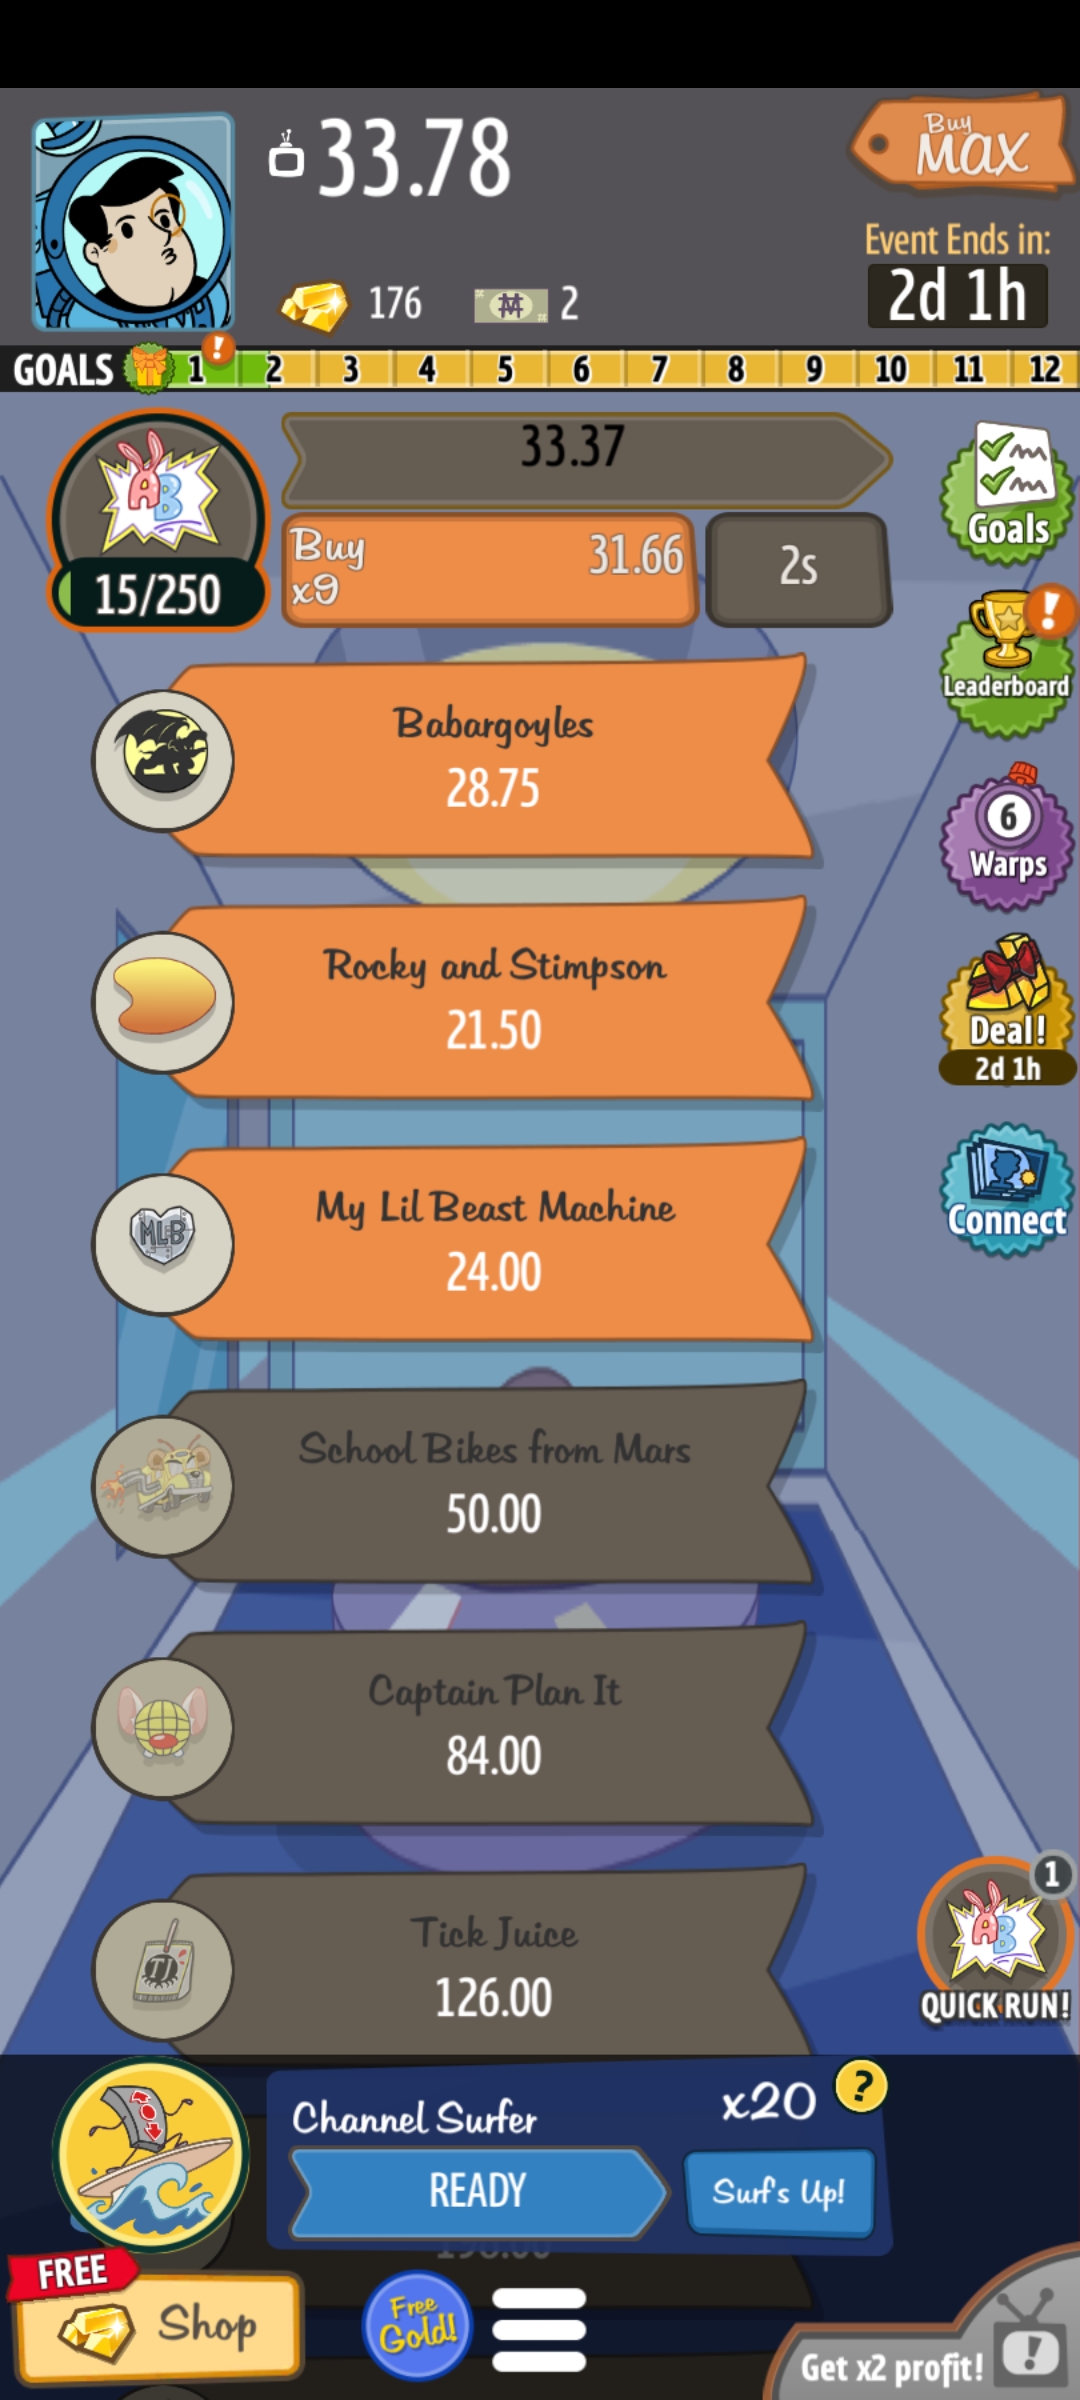 33.78
Buy
MAX
Event Ends in:
176
2
2d 1h
GOALS 1 ! 2 3 4 5 6 7 8 9 10 11 12
AB
33.37
Buy
x9
31.66
2s
15/250
Goals
!
Leaderboard
Babargoyles
28.75
6
Warps
Rocky and Stimpson
21.50
Deal!
2d 1h
MLB
My Lil Beast Machine
24.00
Connect
School Bikes from Mars
50.00
Captain Plan It
84.00
TJ
Tick Juice
126.00
1
AB
QUICK RUN!
Channel Surfer
x20
?
READY
Surf's Up!
FREE
Shop
Free
Gold!
Get x2 profit!
!